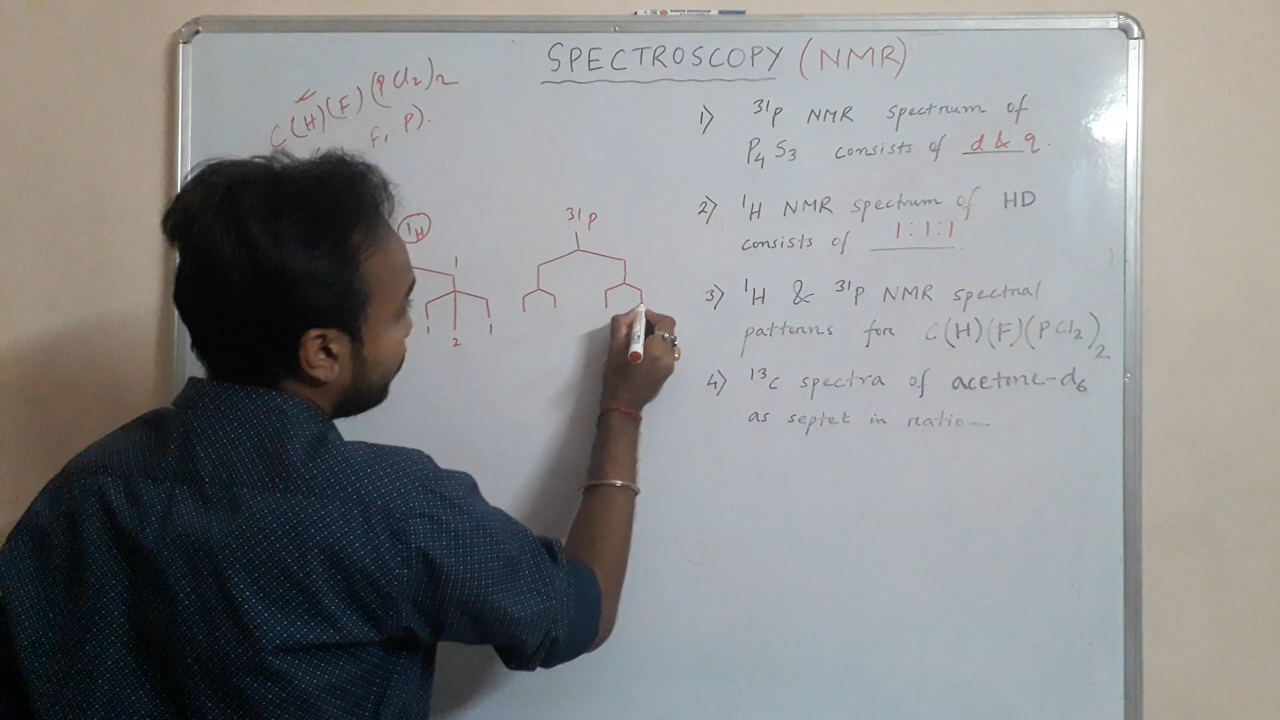 SPECTROSCOPY (NMR)
C(H)(F)(PCl2)2
F, P).
1H
1
1 2 1
31P
1) 31P NMR spectrum of
P4S3 consists of d & q.
2) 1H NMR spectrum of HD
consists of 1:1:1.
3) 1H & 31P NMR spectral
patterns for C(H)(F)(PCl2)2
4) 13C spectra of acetone-d6
as septet in ratio—